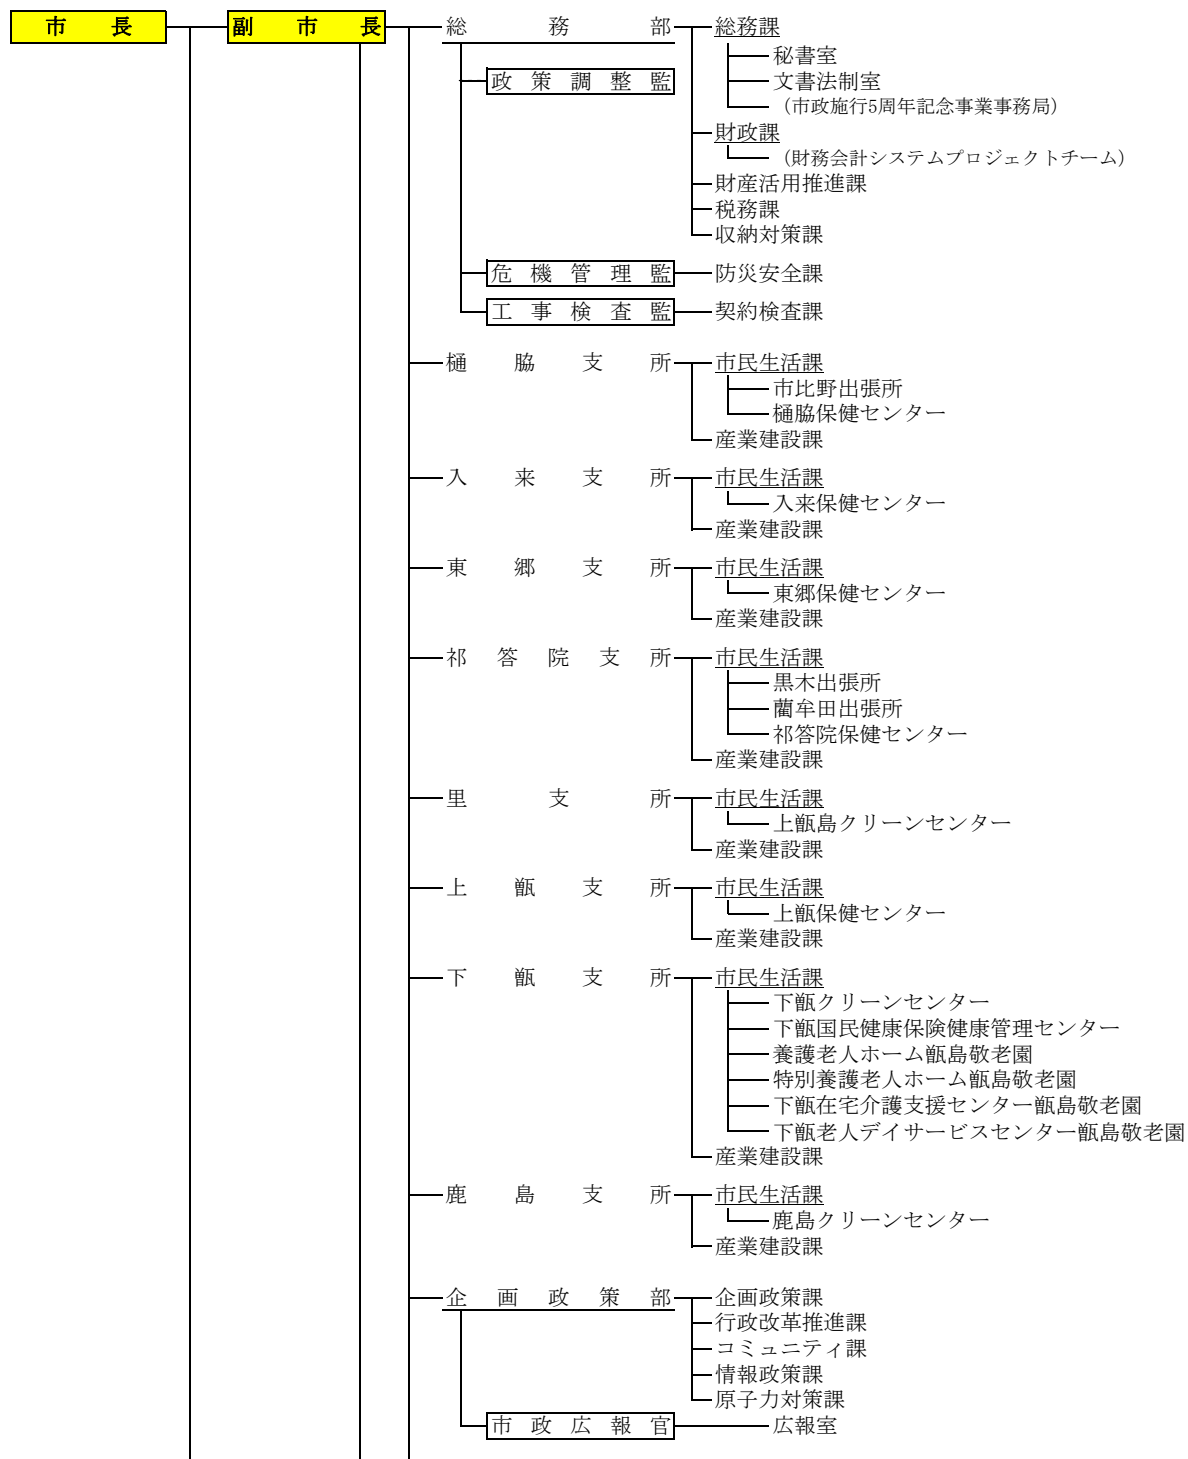 市長 副市長 総務部 総務課
秘書室
政策調整監 文書法制室
(市政施行5周年記念事業事務局)
財政課
(財務会計システムプロジェクトチーム)
財産活用推進課
税務課
収納対策課
危機管理監 防災安全課
工事検査監 契約検査課
樋脇支所 市民生活課
市比野出張所
樋脇保健センター
産業建設課
入来支所 市民生活課
入来保健センター
産業建設課
東郷支所 市民生活課
東郷保健センター
産業建設課
祁答院支所 市民生活課
黒木出張所
藺牟田出張所
祁答院保健センター
産業建設課
里支所 市民生活課
上甑島クリーンセンター
産業建設課
上甑支所 市民生活課
上甑保健センター
産業建設課
下甑支所 市民生活課
下甑クリーンセンター
下甑国民健康保険健康管理センター
養護老人ホーム甑島敬老園
特別養護老人ホーム甑島敬老園
下甑在宅介護支援センター甑島敬老園
下甑老人デイサービスセンター甑島敬老園
産業建設課
鹿島支所 市民生活課
鹿島クリーンセンター
産業建設課
企画政策部 企画政策課
行政改革推進課
コミュニティ課
情報政策課
原子力対策課
市政広報官 広報室